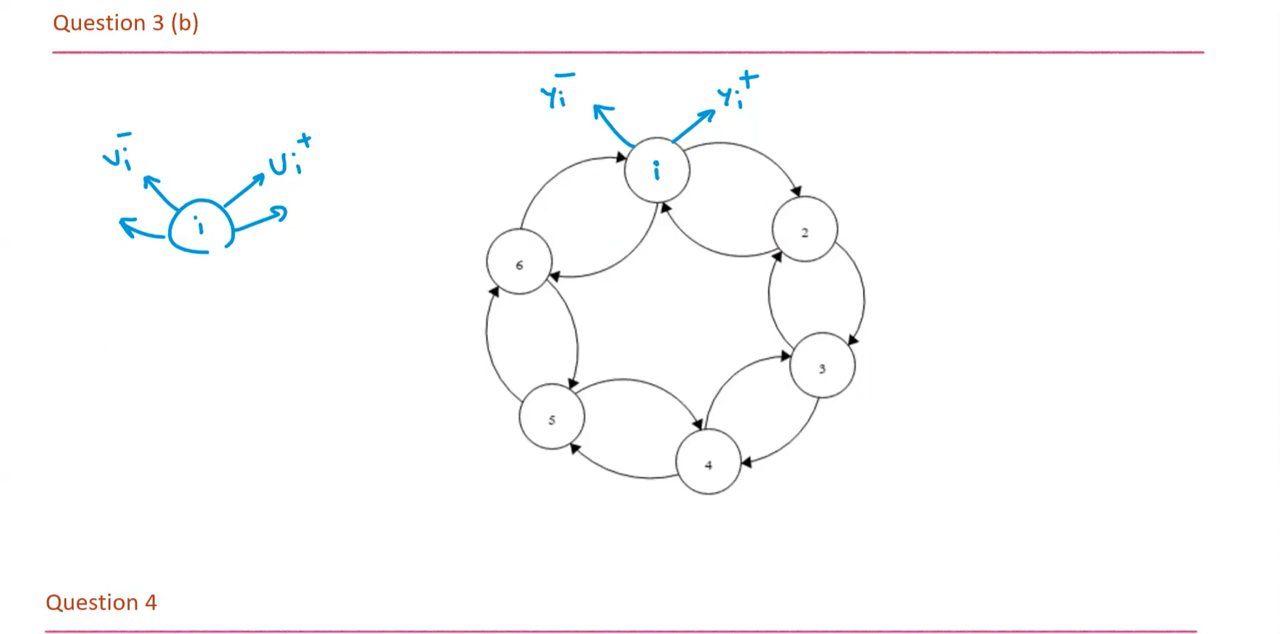 Question 3 (b)
yᵢ⁻ yᵢ⁺
vᵢ⁻ Uᵢ⁺
i
i
2
6
3
5
4
Question 4